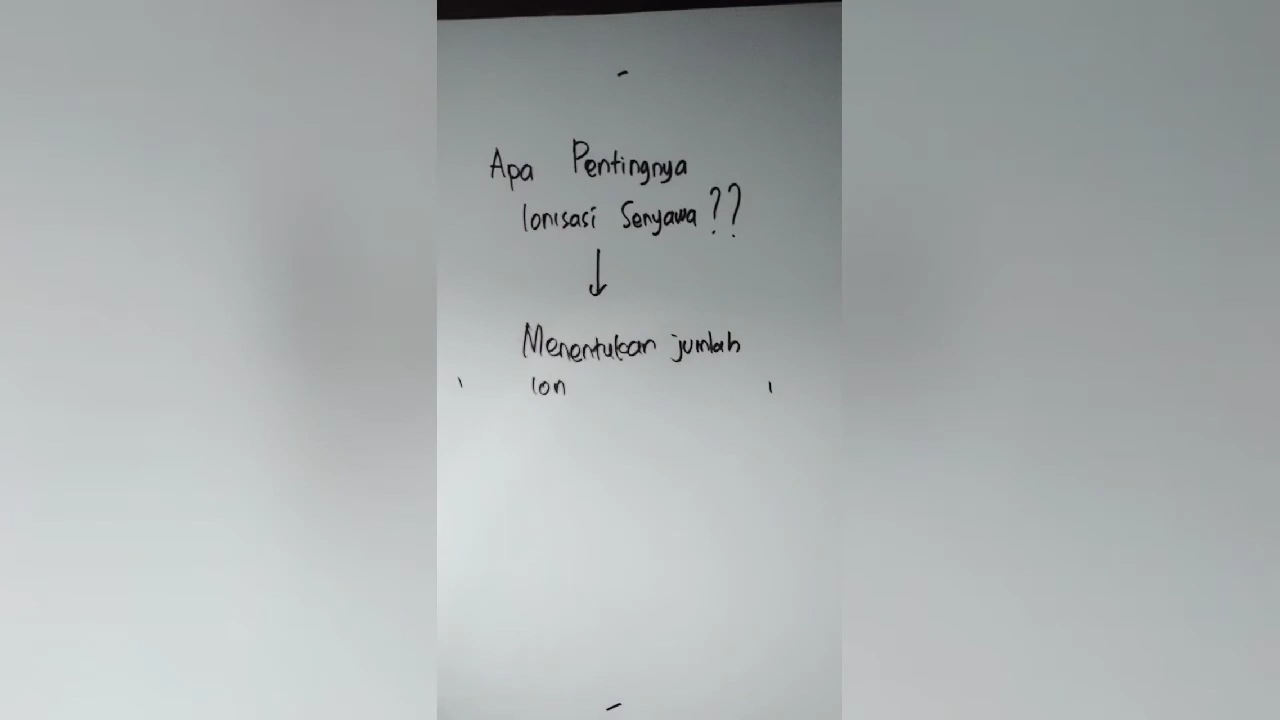 Apa Pentingnya
Ionisasi Senyawa??
↓
Menentukan jumlah
Ion